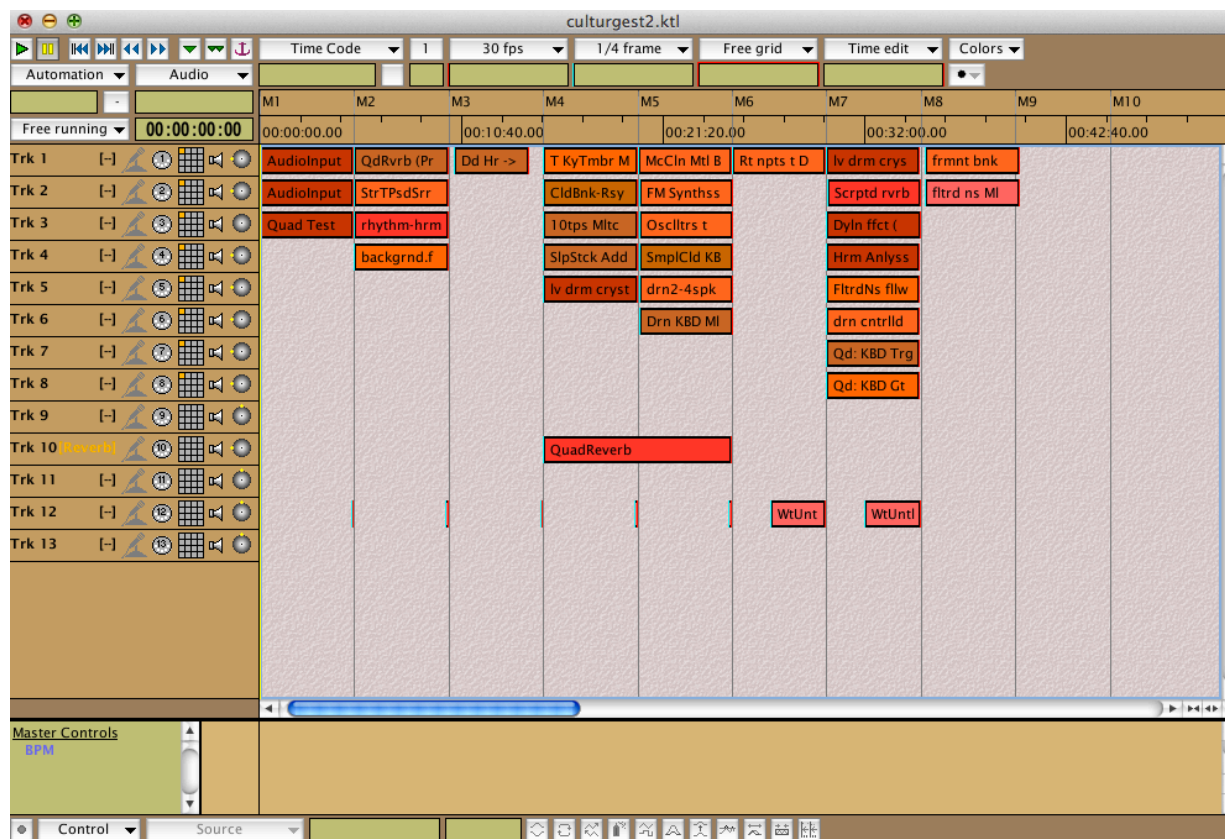 culturgest2.ktl
Time Code 1 30 fps 1/4 frame Free grid Time edit Colors
Automation Audio
- M1 M2 M3 M4 M5 M6 M7 M8 M9 M10
Free running 00:00:00:00 00:00:00.00 00:10:40.00 00:21:20.00 00:32:00.00 00:42:40.00
Trk 1 [--] 1 AudioInput QdRvrb (Pr Dd Hr -> T KyTmbr M McCln Mtl B Rt npts t D lv drm crys frmnt bnk
Trk 2 [--] 2 AudioInput StrTPsdSrr CldBnk-Rsy FM Synthss Scrptd rvrb fltrd ns Ml
Trk 3 [--] 3 Quad Test rhythm-hrm 10tps Mltc Osclltrs t DyIn ffct (
Trk 4 [--] 4 backgrnd.f SlpStck Add SmplCld KB Hrm Anlyss
Trk 5 [--] 5 lv drm cryst drn2-4spk FltrdNs fllw
Trk 6 [--] 6 Drn KBD Ml drn cntrlld
Trk 7 [--] 7 Qd: KBD Trg
Trk 8 [--] 8 Qd: KBD Gt
Trk 9 [--] 9
Trk 10 [Reverb] 10 QuadReverb
Trk 11 [--] 11
Trk 12 [--] 12 WtUnt WtUntl
Trk 13 [--] 13
Master Controls
BPM
Control Source